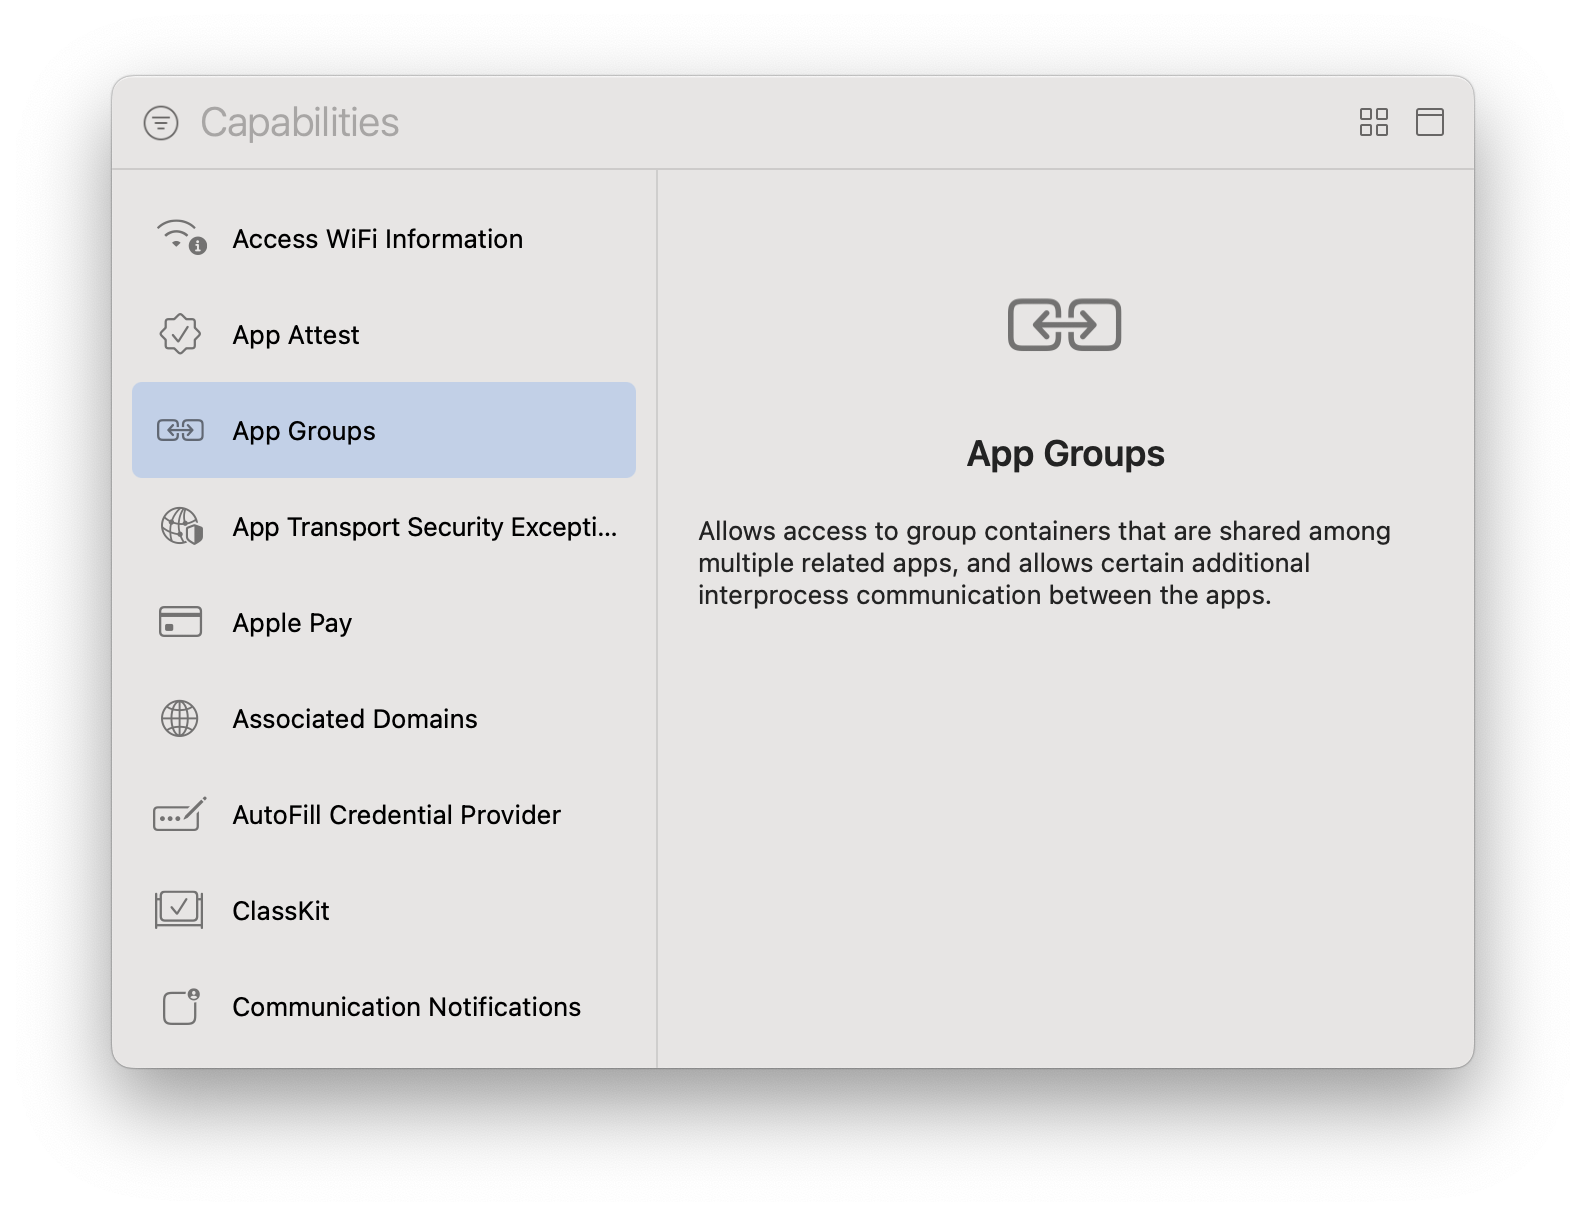 Capabilities
Access WiFi Information
App Attest
App Groups
App Transport Security Excepti...
Apple Pay
Associated Domains
AutoFill Credential Provider
ClassKit
Communication Notifications
App Groups
Allows access to group containers that are shared among
multiple related apps, and allows certain additional
interprocess communication between the apps.